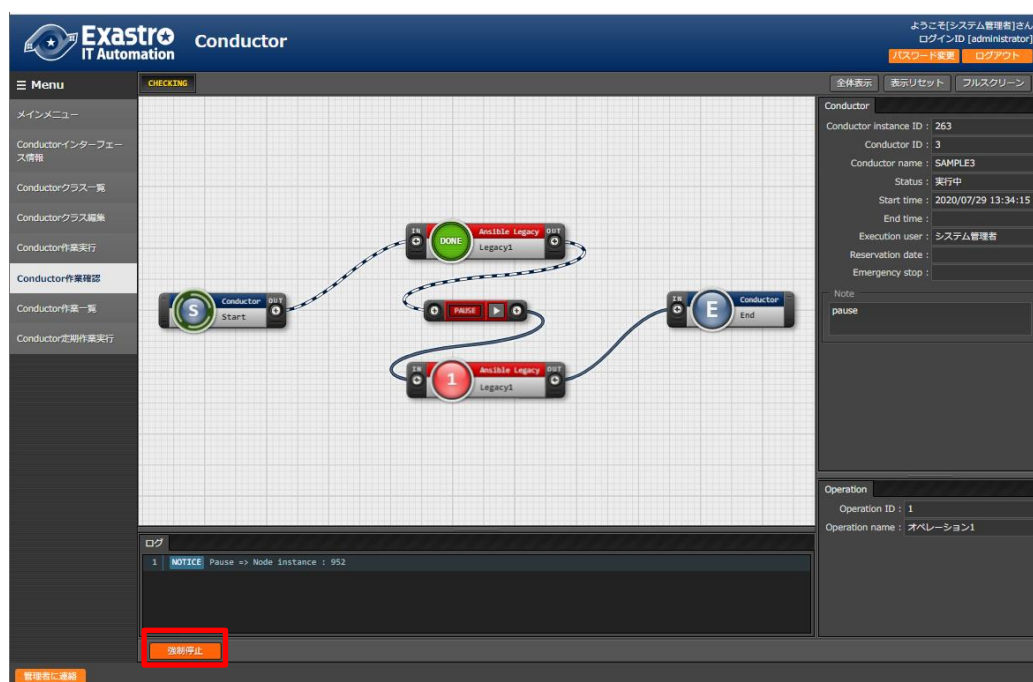 Exastro
IT Automation
Conductor
ようこそ[システム管理者]さん
ログインID [administrator]
パスワード変更
ログアウト
Menu
メインメニュー
Conductorインターフェー
ス情報
Conductorクラス一覧
Conductorクラス編集
Conductor作業実行
Conductor作業確認
Conductor作業一覧
Conductor定期作業実行
管理者に連絡
CHECKING
全体表示
表示リセット
フルスクリーン
S
Conductor
Start
OUT
IN
DONE
Ansible Legacy
Legacy1
OUT
PAUSE
IN
1
Ansible Legacy
Legacy1
OUT
IN
E
Conductor
End
ログ
1 NOTICE Pause => Node instance : 952
強制停止
Conductor
Conductor instance ID : 263
Conductor ID : 3
Conductor name : SAMPLE3
Status : 実行中
Start time : 2020/07/29 13:34:15
End time :
Execution user : システム管理者
Reservation date :
Emergency stop :
Note
pause
Operation
Operation ID : 1
Operation name : オペレーション1